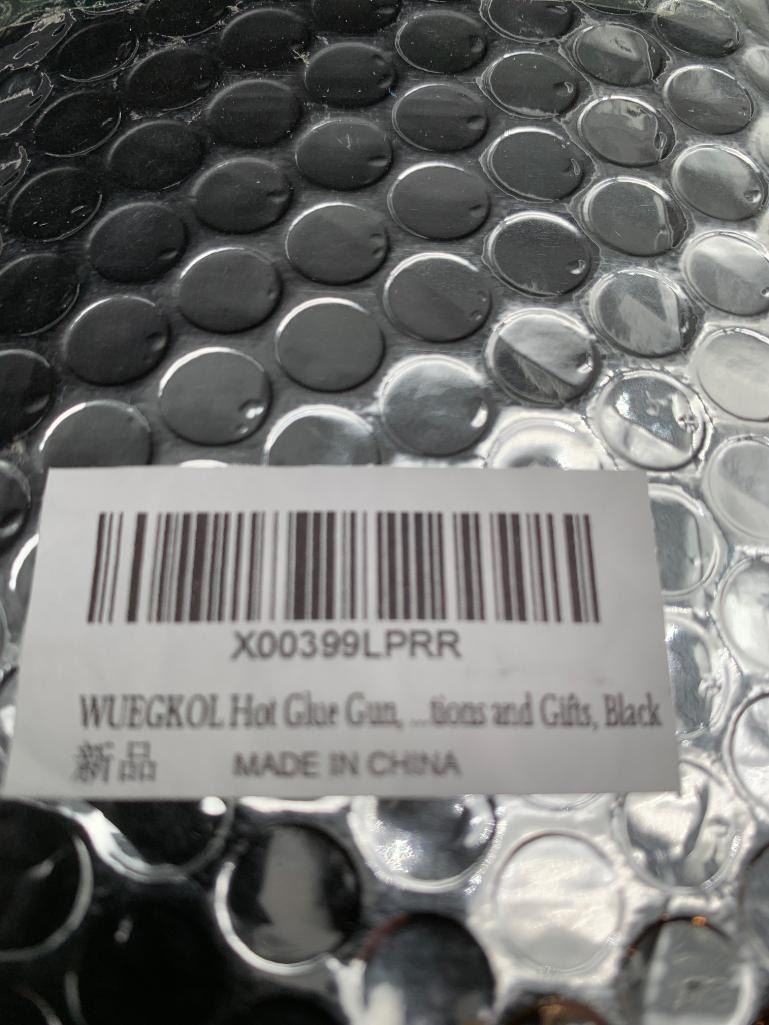 X00399LPRR
WUEGKOL Hot Glue Gun, ...tions and Gifts, Black
新品 MADE IN CHINA